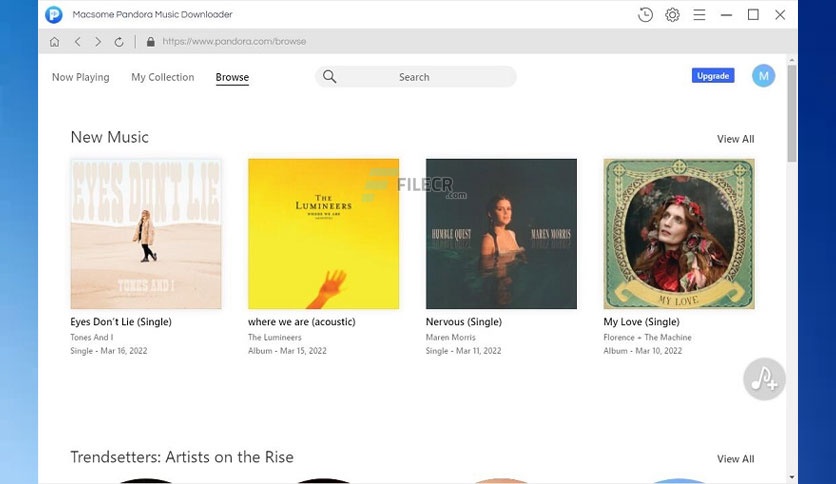 Macsome Pandora Music Downloader
https://www.pandora.com/browse
Now Playing
My Collection
Browse
Search
Upgrade
M
New Music
View All
EYES DON'T LIE
TONES AND I
THE
LUMINEERS
WHERE WE ARE
FILECR
.com
HUMBLE QUEST
MAREN MORRIS
MY LOVE
Eyes Don't Lie (Single)
Tones And I
Single - Mar 16, 2022
where we are (acoustic)
The Lumineers
Album - Mar 15, 2022
Nervous (Single)
Maren Morris
Single - Mar 11, 2022
My Love (Single)
Florence + The Machine
Album - Mar 10, 2022
Trendsetters: Artists on the Rise
View All